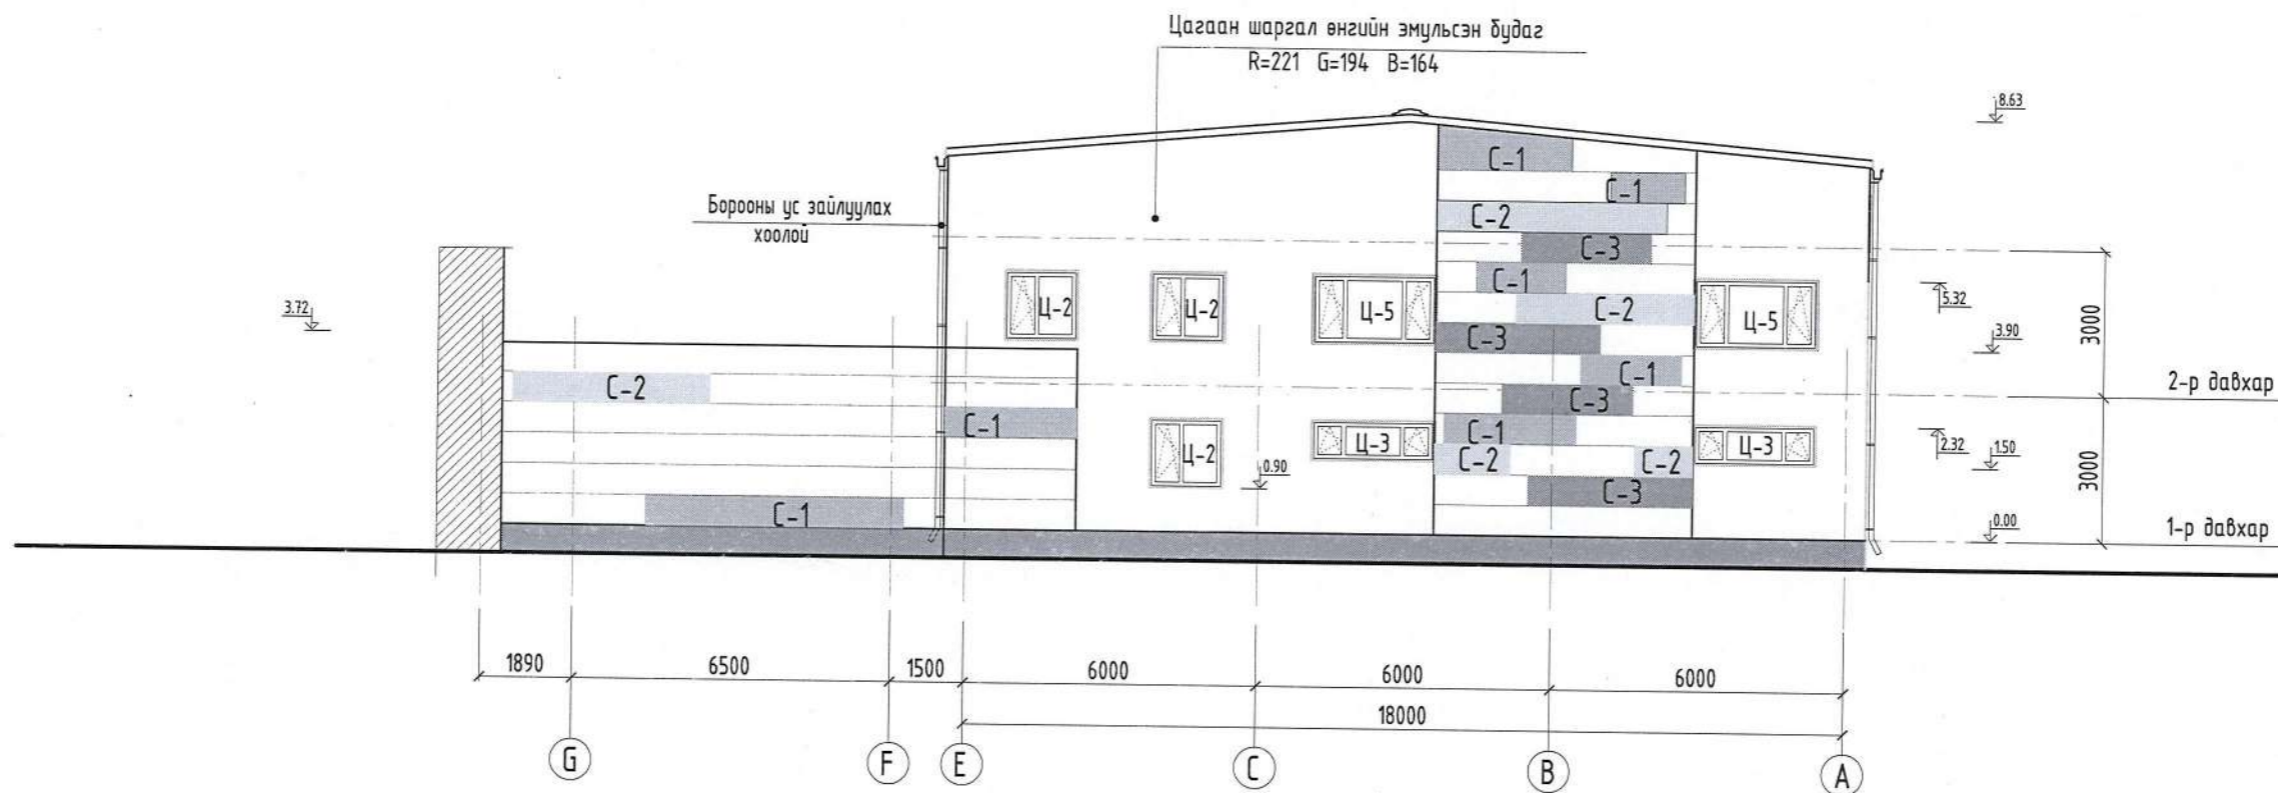 Цагаан шаргал өнгийн эмульсэн будаг
R=221 G=194 B=164
8.63
С-1
С-1
Борооны ус зайлуулах
хоолой
С-2
С-3
С-1
Ц-2
Ц-2
Ц-5
С-2
Ц-5
5.32
3.72
С-3
3.90
3000
С-1
С-2
С-3
2-р давхар
С-1
С-1
Ц-2
Ц-3
С-2
С-2
Ц-3
2.32
1.50
0.90
3000
С-3
С-1
0.00
1-р давхар
1890
6500
1500
6000
6000
6000
18000
G
F
E
C
B
A